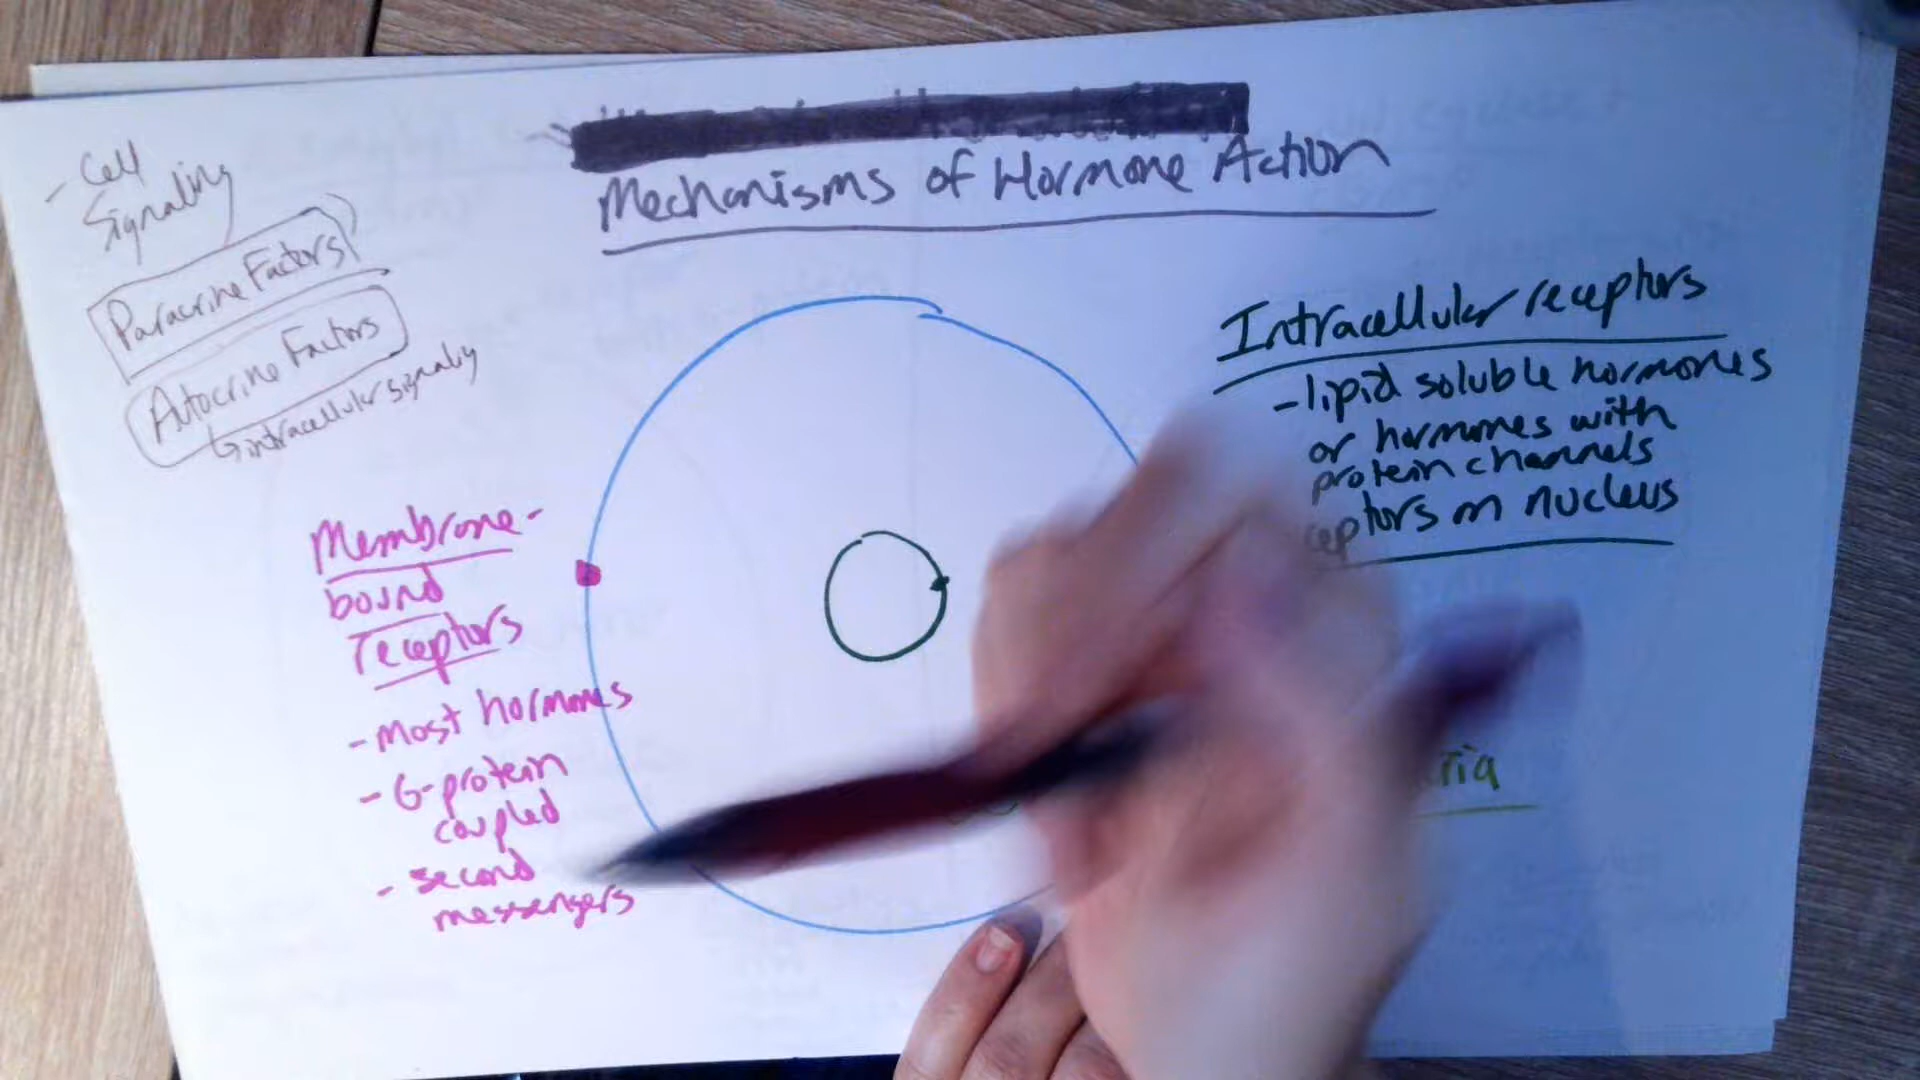 Mechanisms of Hormone Action
- Cell
Signaling
Paracrine Factors
Autocrine Factors
intracellular signaling
Membrane-
bound
receptors
- Most hormones
- G-protein
coupled
- second
messengers
Intracellular receptors
- lipid soluble hormones
or hormones with
protein channels
eptors on nucleus
ria